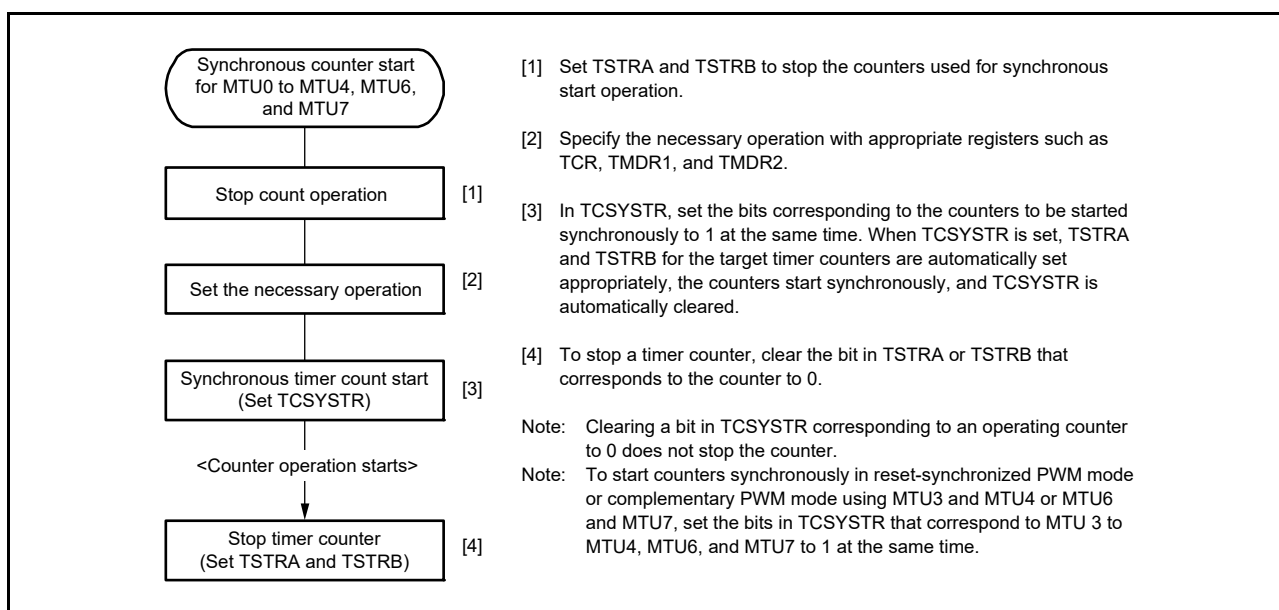 Synchronous counter start
for MTU0 to MTU4, MTU6,
and MTU7
Stop count operation
[1]
Set the necessary operation
[2]
Synchronous timer count start
(Set TCSYSTR)
[3]
<Counter operation starts>
Stop timer counter
(Set TSTRA and TSTRB)
[4]
[1] Set TSTRA and TSTRB to stop the counters used for synchronous
start operation.
[2] Specify the necessary operation with appropriate registers such as
TCR, TMDR1, and TMDR2.
[3] In TCSYSTR, set the bits corresponding to the counters to be started
synchronously to 1 at the same time. When TCSYSTR is set, TSTRA
and TSTRB for the target timer counters are automatically set
appropriately, the counters start synchronously, and TCSYSTR is
automatically cleared.
[4] To stop a timer counter, clear the bit in TSTRA or TSTRB that
corresponds to the counter to 0.
Note: Clearing a bit in TCSYSTR corresponding to an operating counter
to 0 does not stop the counter.
Note: To start counters synchronously in reset-synchronized PWM mode
or complementary PWM mode using MTU3 and MTU4 or MTU6
and MTU7, set the bits in TCSYSTR that correspond to MTU 3 to
MTU4, MTU6, and MTU7 to 1 at the same time.